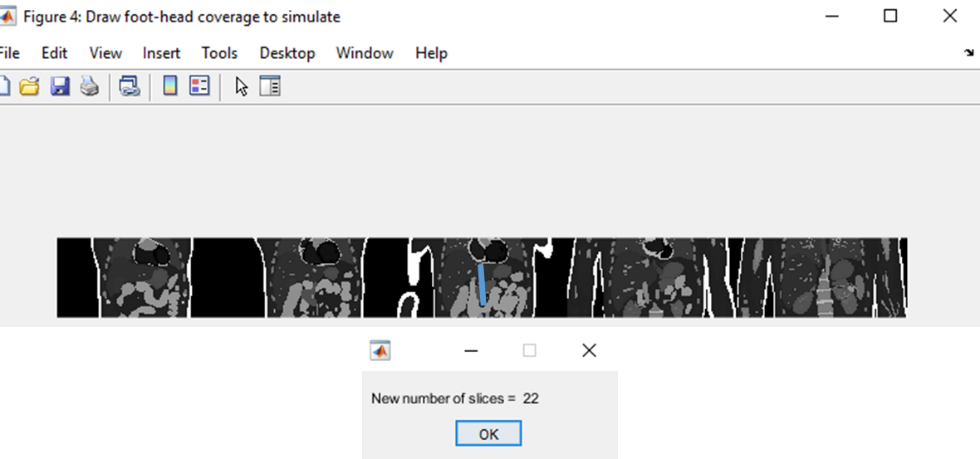 Figure 4: Draw foot-head coverage to simulate
File Edit View Insert Tools Desktop Window Help
New number of slices = 22
OK